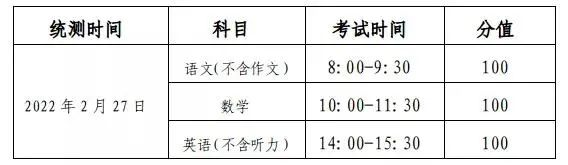 统测时间 科目 考试时间 分值
语文(不含作文) 8:00-9:30 100
2022年2月27日 数学 10:00-11:30 100
英语(不含听力) 14:00-15:30 100